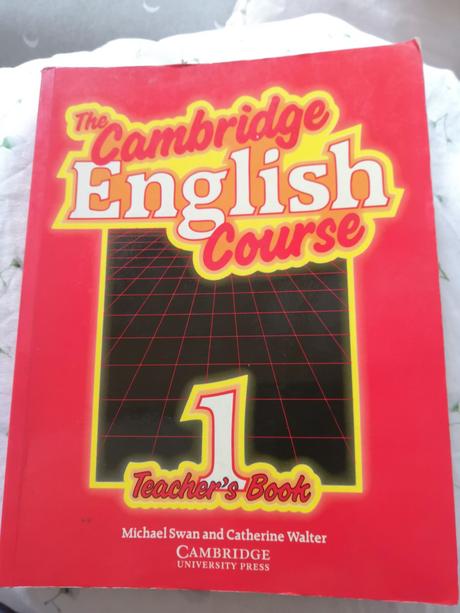 The
Cambridge
English
Course
1
Teacher's Book
Michael Swan and Catherine Walter
CAMBRIDGE
UNIVERSITY PRESS